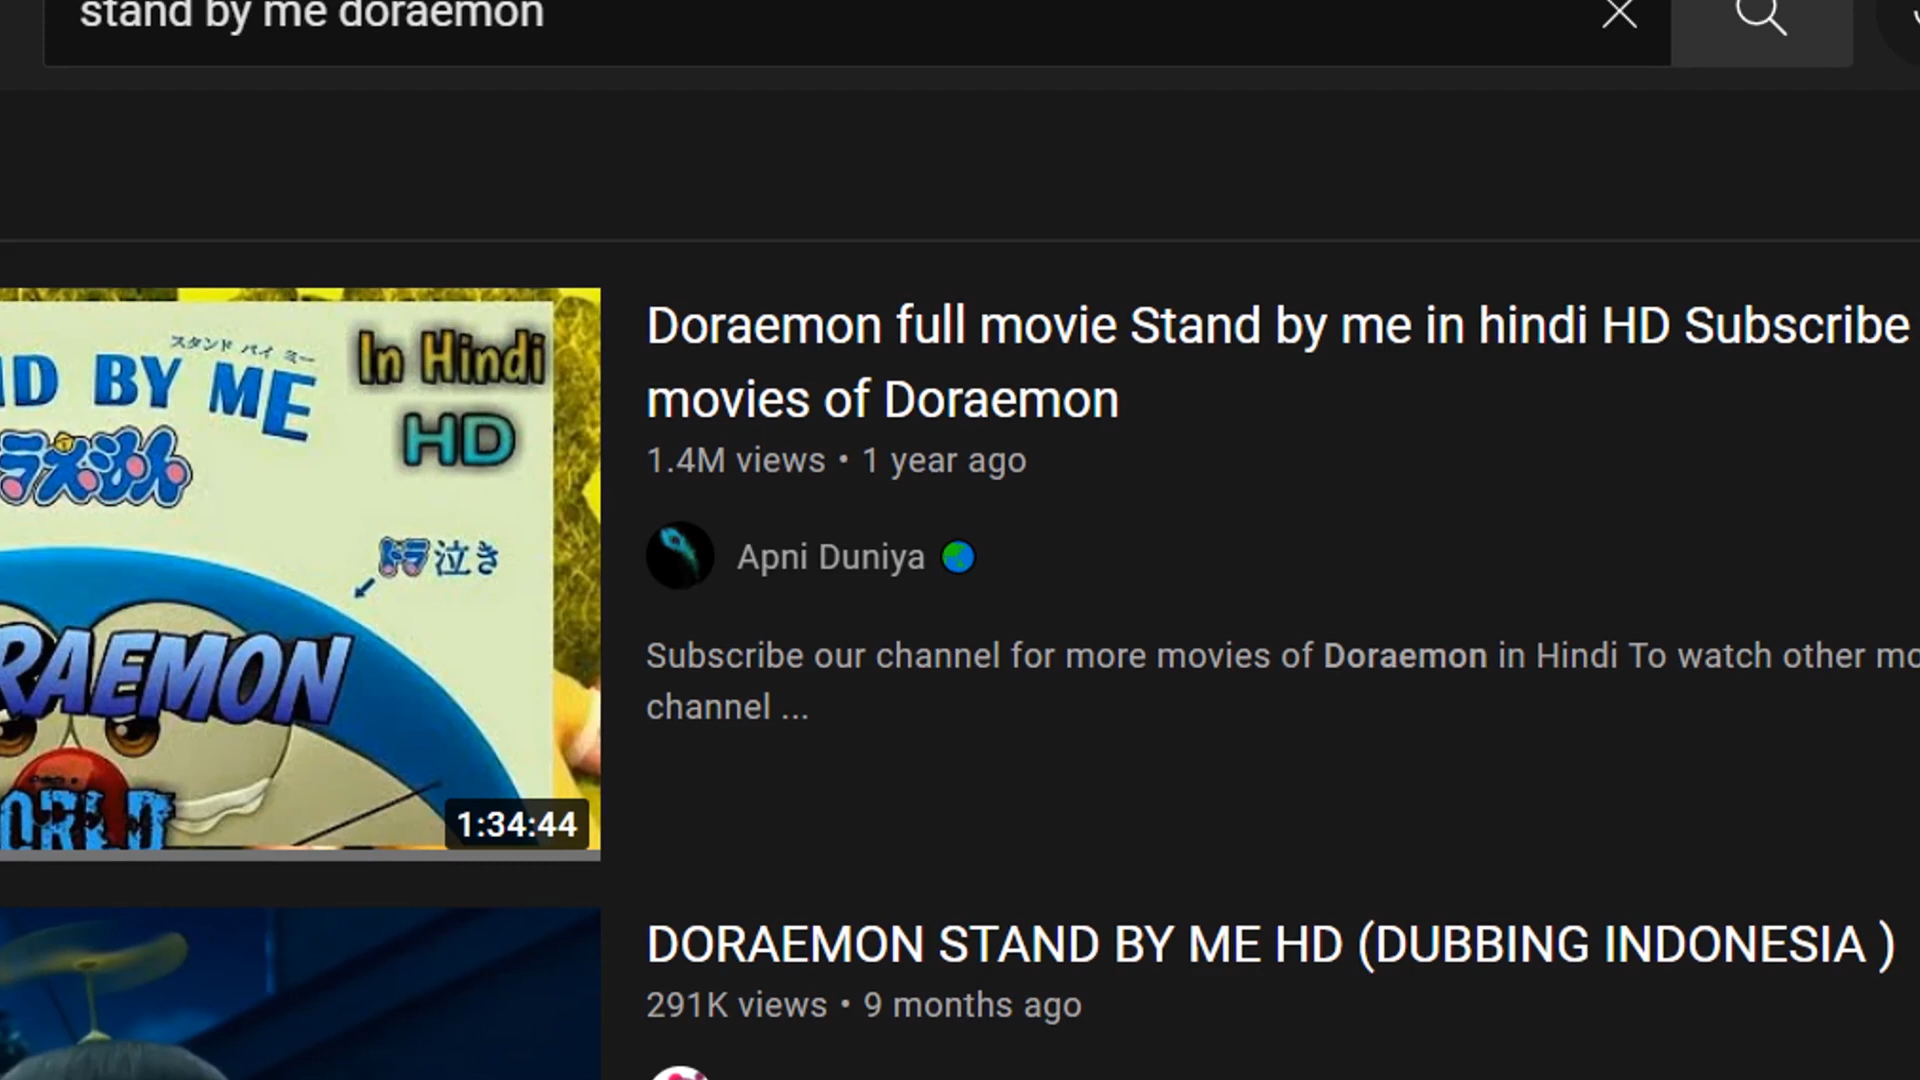 stand by me doraemon
スタンド バイ ミー
BY ME
In Hindi
HD
ドラ泣き
1:34:44
Doraemon full movie Stand by me in hindi HD Subscribe
movies of Doraemon
1.4M views • 1 year ago
Apni Duniya
Subscribe our channel for more movies of Doraemon in Hindi To watch other
channel ...
DORAEMON STAND BY ME HD (DUBBING INDONESIA )
291K views • 9 months ago